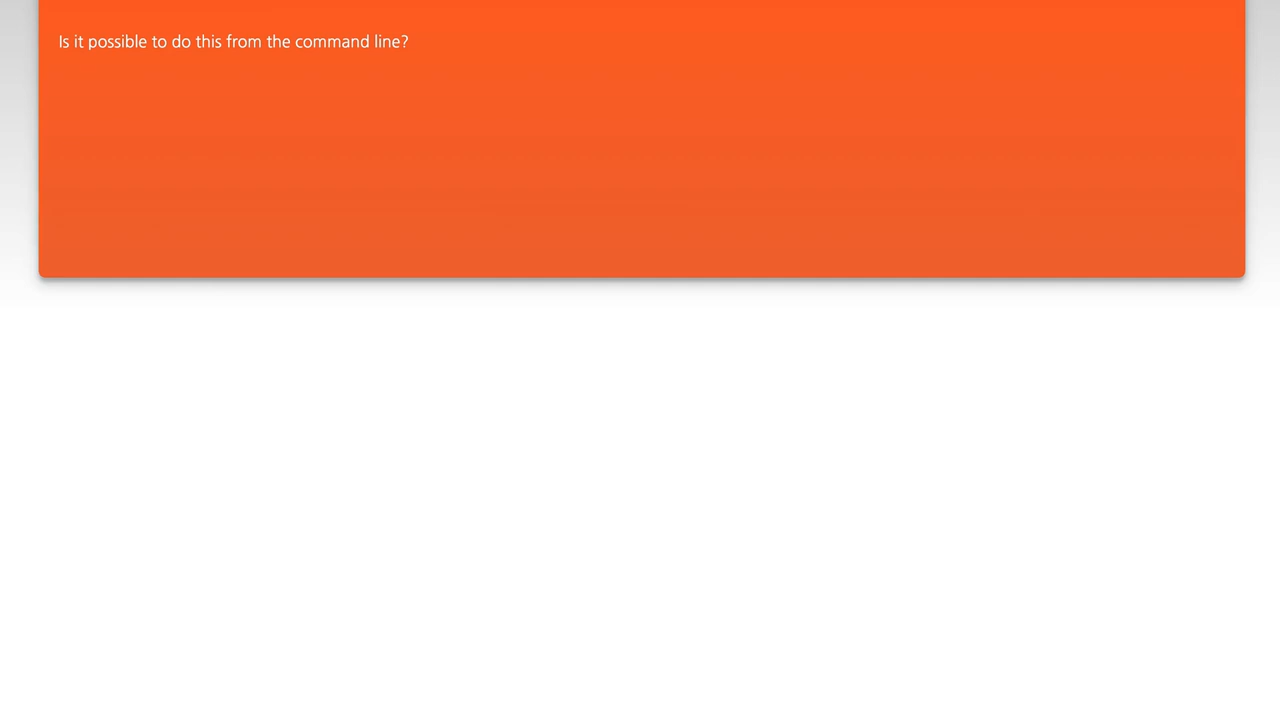 Is it possible to do this from the command line?